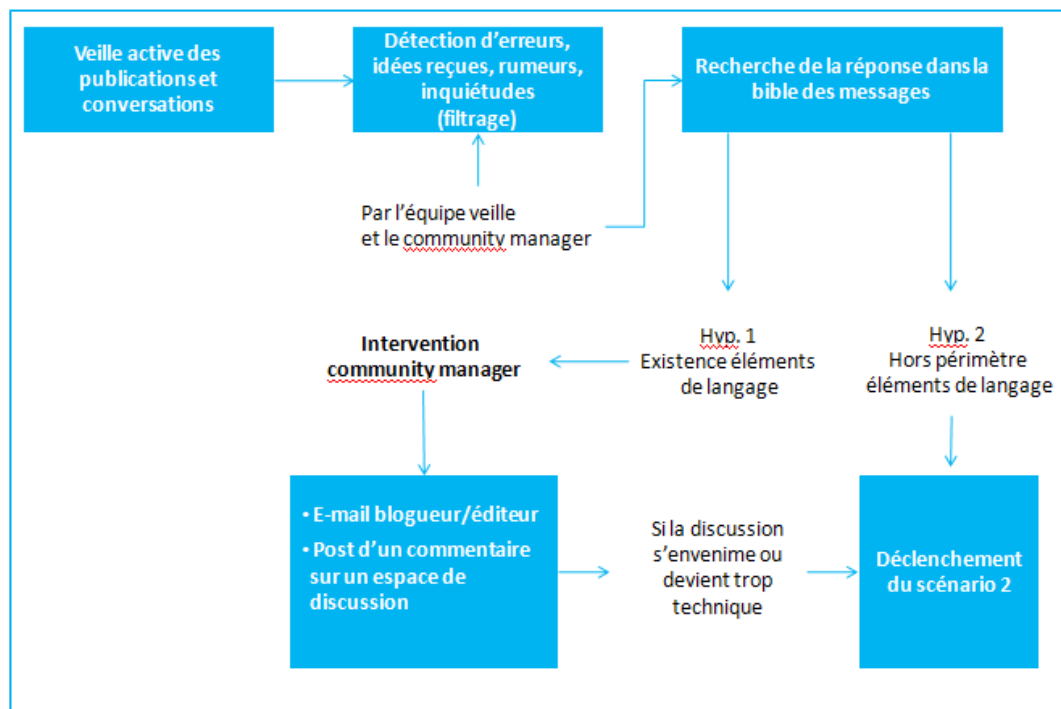 Veille active des
publications et
conversations
Détection d'erreurs,
idées reçues, rumeurs,
inquiétudes
(filtrage)
Recherche de la réponse dans la
bible des messages
Par l'équipe veille
et le community manager
Intervention
community manager
Hyp. 1
Existence éléments
de langage
Hyp. 2
Hors périmètre
éléments de langage
• E-mail blogueur/éditeur
• Post d'un commentaire
sur un espace de
discussion
Si la discussion
s'envenime ou
devient trop
technique
Déclenchement
du scénario 2